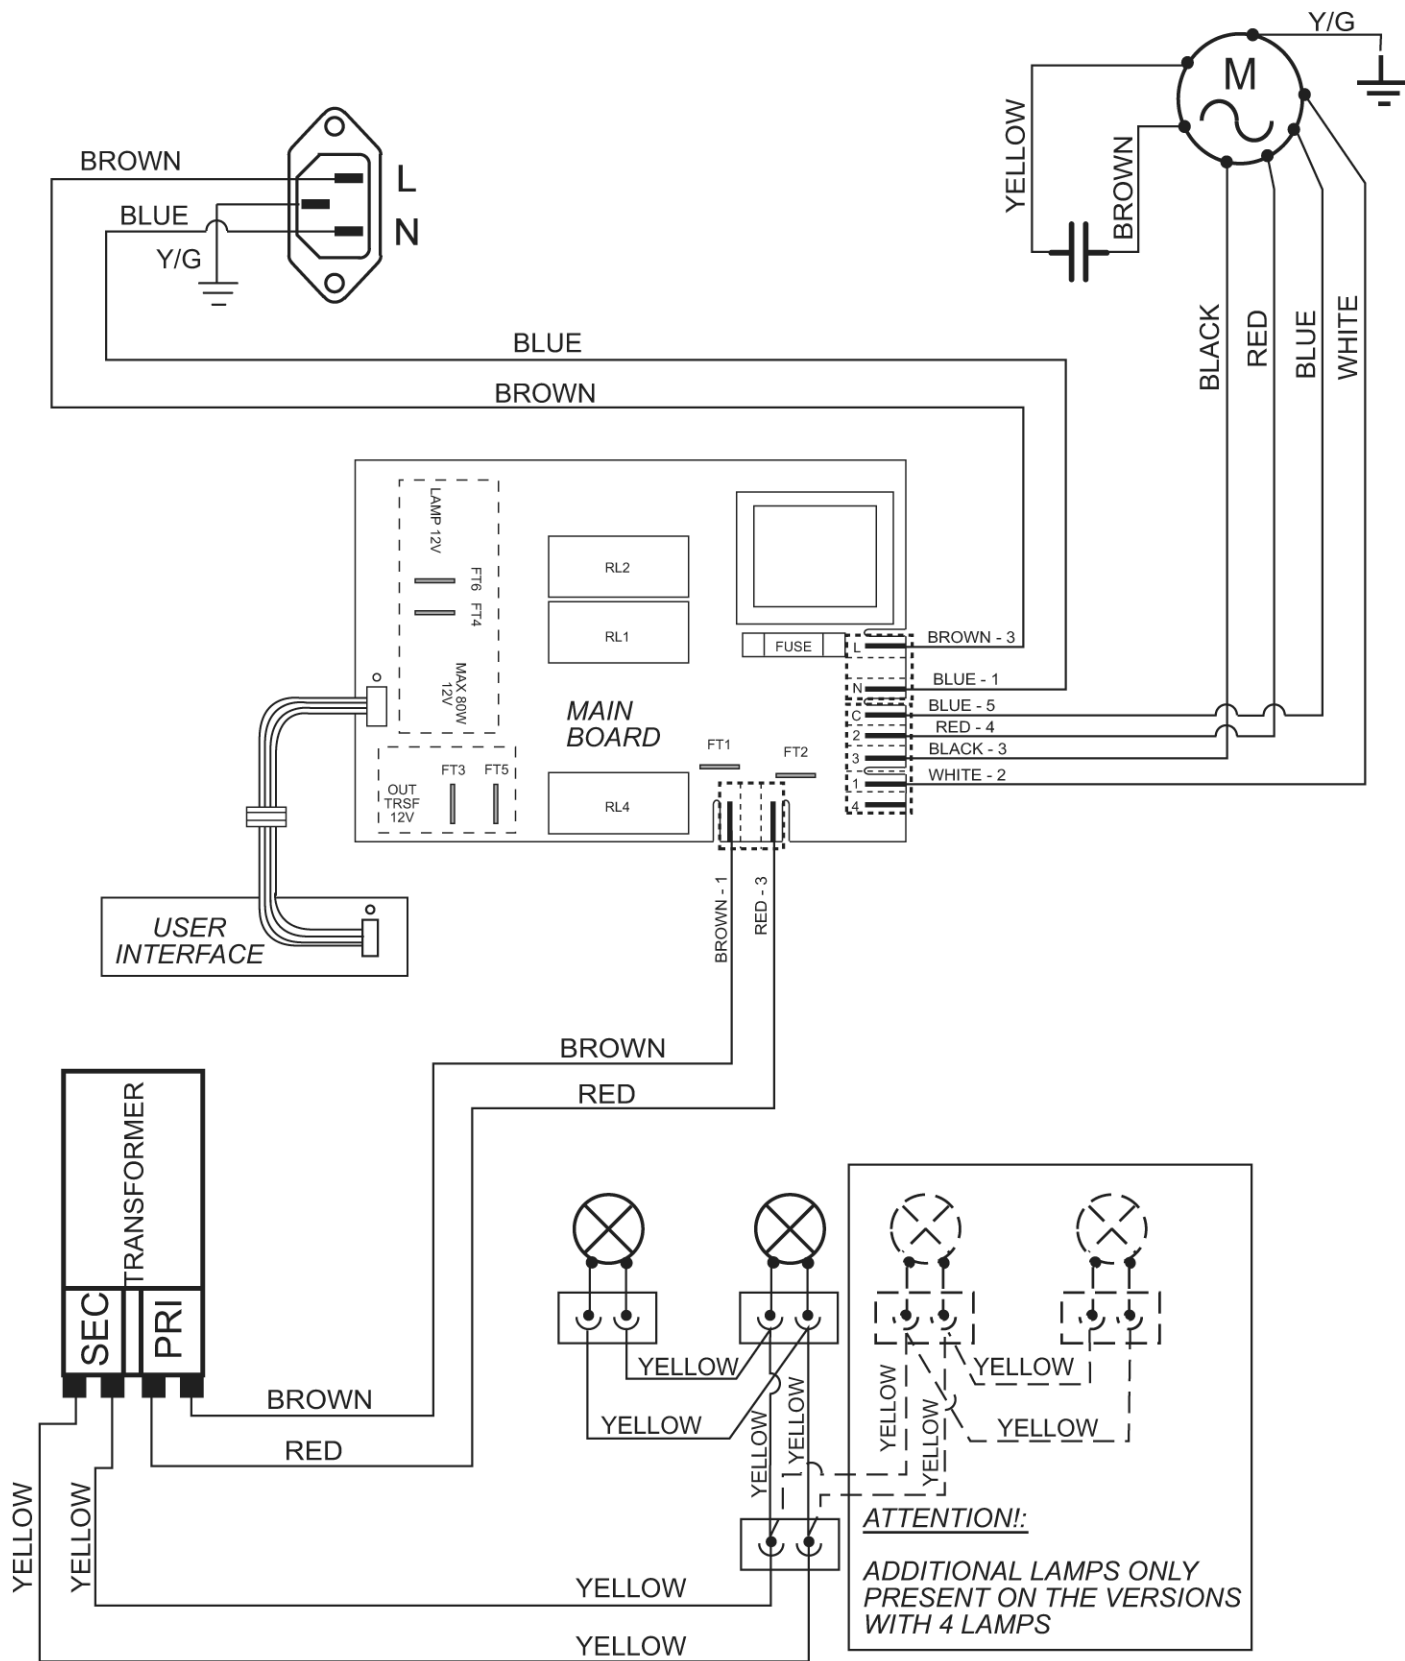 Y/G
M
YELLOW
BROWN
BROWN
L
BLUE
N
Y/G
BLACK
RED
BLUE
WHITE
BLUE
BROWN
LAMP 12V
FT6
FT4
MAX 80W
12V
RL2
RL1
FUSE
L
BROWN - 3
N
BLUE - 1
C
BLUE - 5
2
RED - 4
3
BLACK - 3
1
WHITE - 2
4
MAIN
BOARD
FT1
FT2
OUT
TRSF
12V
FT3
FT5
RL4
BROWN - 1
RED - 3
USER
INTERFACE
BROWN
RED
TRANSFORMER
SEC
PRI
BROWN
RED
YELLOW
YELLOW
YELLOW
YELLOW
YELLOW
YELLOW
YELLOW
YELLOW
YELLOW
YELLOW
YELLOW
YELLOW
ATTENTION!:
ADDITIONAL LAMPS ONLY
PRESENT ON THE VERSIONS
WITH 4 LAMPS